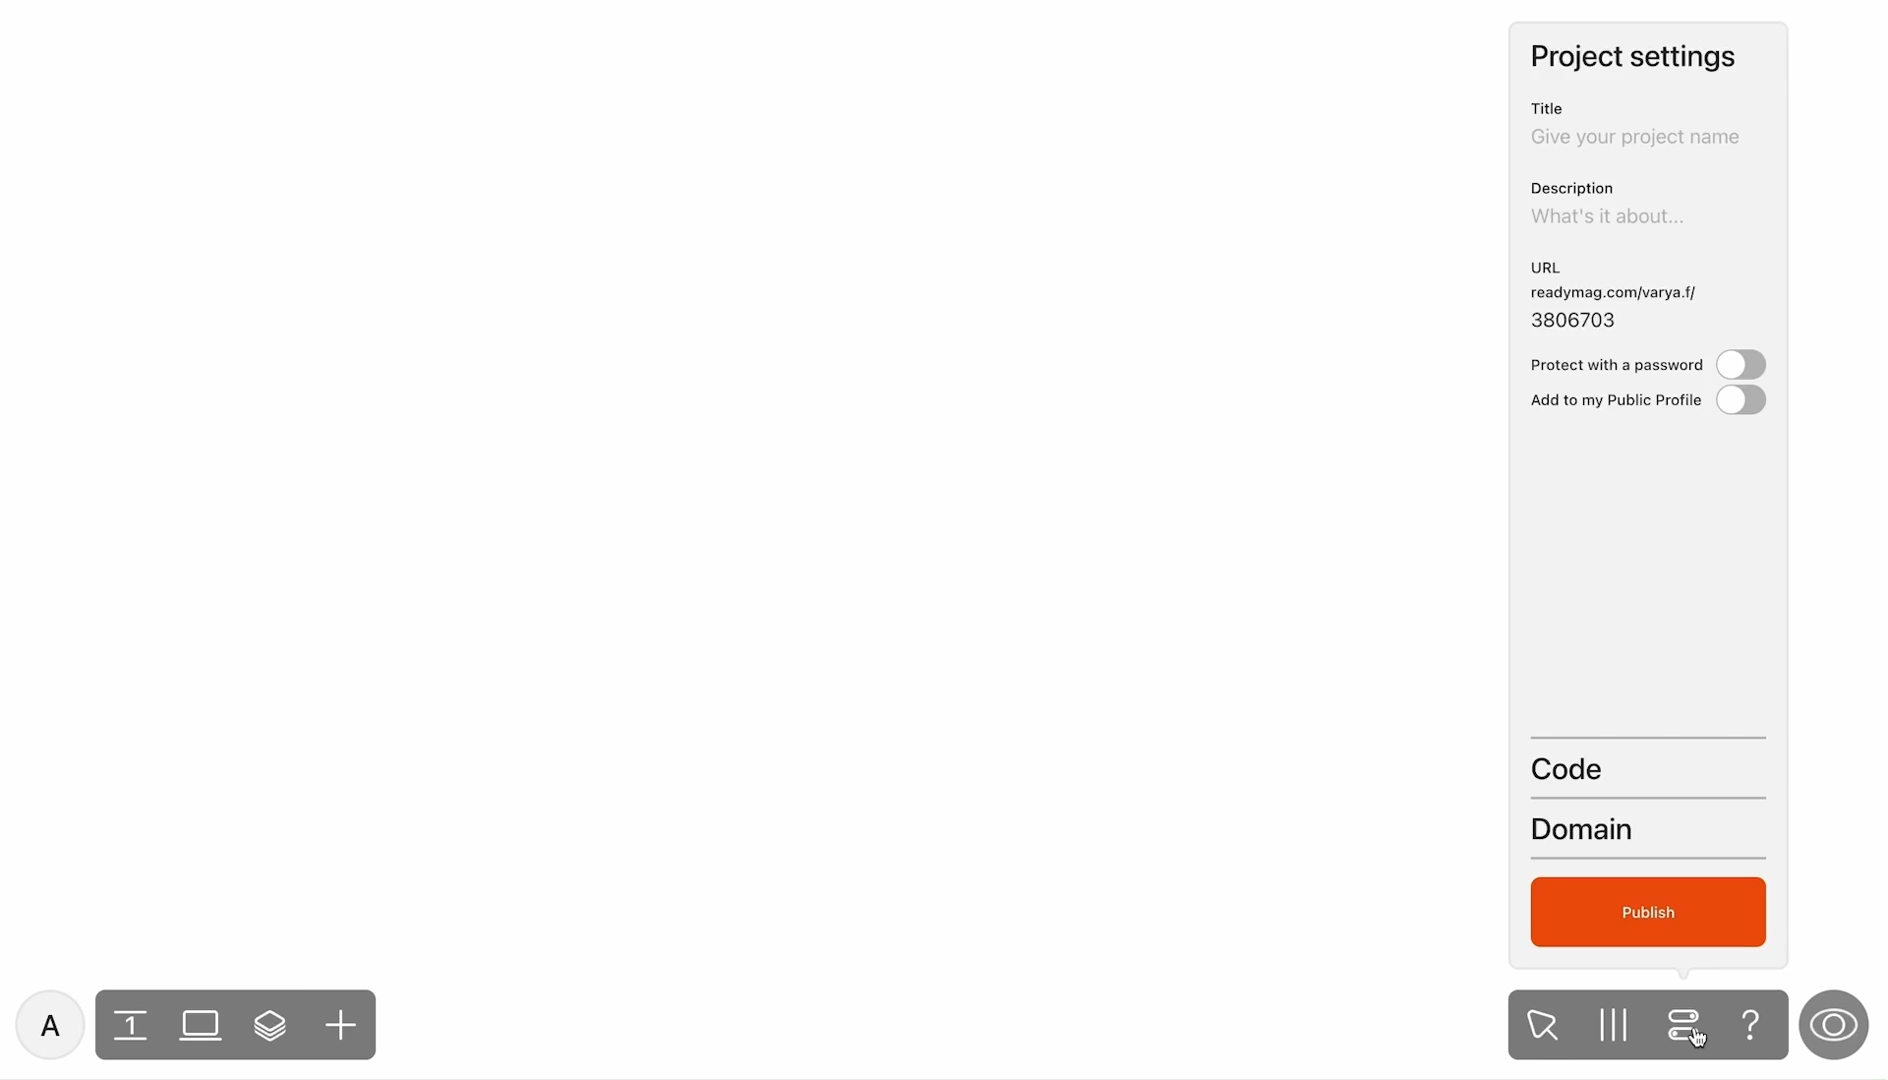 Project settings
Title
Give your project name
Description
What's it about...
URL
readymag.com/varya.f/
3806703
Protect with a password
Add to my Public Profile
Code
Domain
Publish
A
1
?